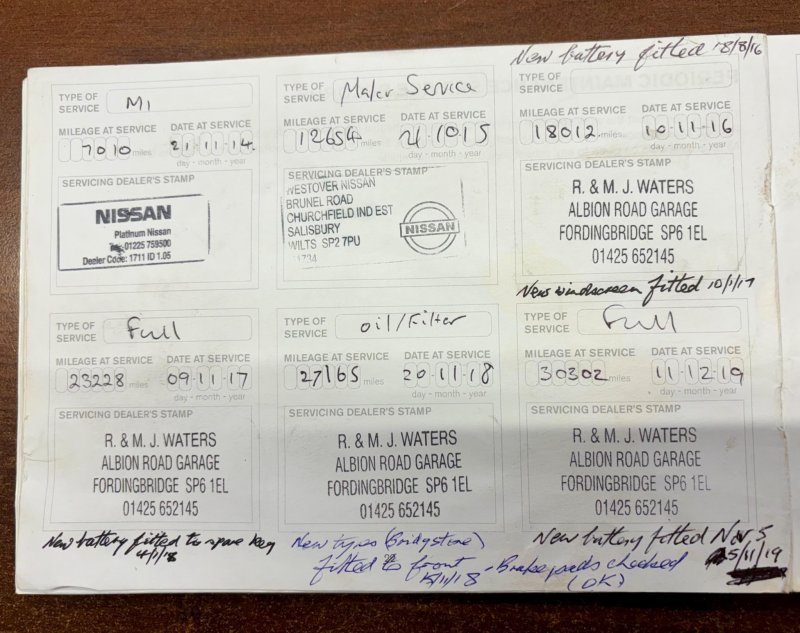 New battery fitted 18/8/16
TYPE OF SERVICE M1
MILEAGE AT SERVICE DATE AT SERVICE
7010 miles 21-11-14
day - month - year
SERVICING DEALER'S STAMP
NISSAN
Platinum Nissan
Tel: 01225 759500
Dealer Code: 1711 ID 1.05
TYPE OF SERVICE Major Service
MILEAGE AT SERVICE DATE AT SERVICE
12654 miles 21-10-15
day - month - year
SERVICING DEALER'S STAMP
WESTOVER NISSAN
BRUNEL ROAD
CHURCHFIELD IND EST
SALISBURY
WILTS SP2 7PU
NISSAN
TYPE OF SERVICE
MILEAGE AT SERVICE DATE AT SERVICE
18012 miles 10-11-16
day - month - year
SERVICING DEALER'S STAMP
R. & M. J. WATERS
ALBION ROAD GARAGE
FORDINGBRIDGE SP6 1EL
01425 652145
New windscreen fitted 10/1/17
TYPE OF SERVICE Full
MILEAGE AT SERVICE DATE AT SERVICE
23228 miles 09-11-17
day - month - year
SERVICING DEALER'S STAMP
R. & M. J. WATERS
ALBION ROAD GARAGE
FORDINGBRIDGE SP6 1EL
01425 652145
New battery fitted to spare key
4/1/18
TYPE OF SERVICE oil/Filter
MILEAGE AT SERVICE DATE AT SERVICE
27165 miles 20-11-18
day - month - year
SERVICING DEALER'S STAMP
R. & M. J. WATERS
ALBION ROAD GARAGE
FORDINGBRIDGE SP6 1EL
01425 652145
New tyres (Bridgstone)
fitted to front - Brake pads checked
(OK)
TYPE OF SERVICE Full
MILEAGE AT SERVICE DATE AT SERVICE
30302 miles 11-12-19
day - month - year
SERVICING DEALER'S STAMP
R. & M. J. WATERS
ALBION ROAD GARAGE
FORDINGBRIDGE SP6 1EL
01425 652145
New battery fitted Nov 5
5/11/19